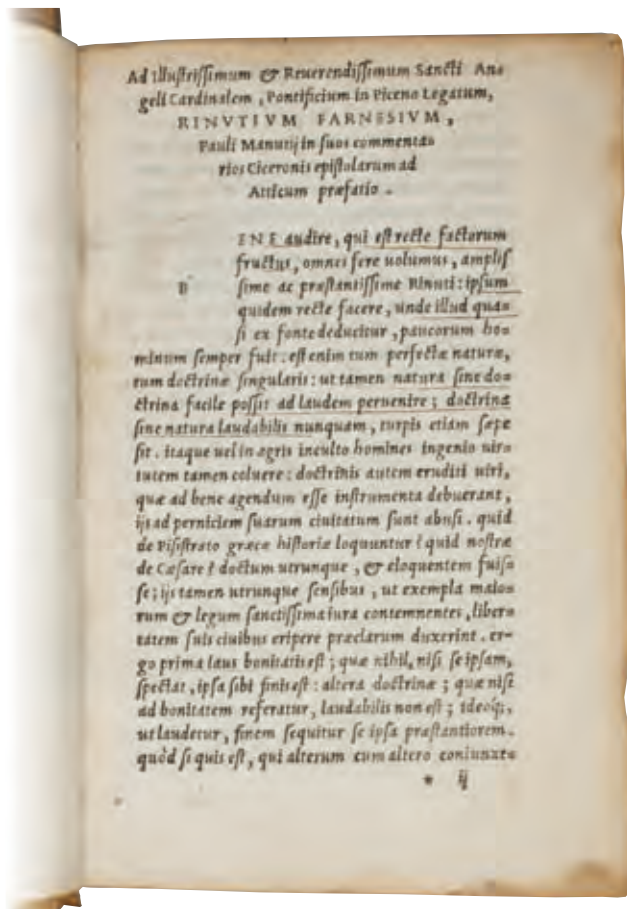 Ad illuſtriſſimum & Reuerendiſſimum Sancti An=
geli Cardinalem, Pontificium in Piceno Legatum,
RINVTIVM FARNESIVM,
Pauli Manutij in ſuos commenta=
rios Ciceronis epiſtolarum ad
Atticum præfatio.
B
ENE audire, qui eſt recte factorum
fructus, omnes fere uolumus, ampliſ
ſime ac præſtantiſſime Rinuti: ipſum
quidem recte facere, unde illud qua=
ſi ex fonte deducitur, paucorum ho=
minum ſemper fuit. eſt enim tum perfectæ naturæ,
tum doctrinæ ſingularis: ut tamen natura ſine do=
ctrina facile poſſit ad laudem peruenire; doctrina
ſine natura laudabilis nunquam, turpis etiam ſæpe
ſit. itaque uel in agris inculto homines ingenio uir=
tutem tamen coluere: doctrinis autem eruditi uiri,
quæ ad bene agendum eſſe inſtrumenta debuerant,
ijs ad perniciem ſuarum ciuitatum ſunt abuſi. quid
de Piſiſtrato græcæ hiſtoriæ loquuntur? quid noſtræ
de Cæſare? doctum utrunque, & eloquentem fuiſ=
ſe; ijs tamen utrunque ſenſibus, ut exempla maio=
rum & legum ſanctiſſima iura contemnentes, liber=
tatem ſuis ciuibus eripere præclarum duxerint. er=
go prima laus bonitatis eſt; quæ nihil, niſi ſe ipſam,
ſpectat, ipſa ſibi finis eſt: altera doctrinæ; quæ niſi
ad bonitatem referatur, laudabilis non eſt; ideoq́;,
ut laudetur, finem ſequitur ſe ipſa præſtantiorem.
quòd ſi quis eſt, qui alterum cum altero coniunxe=
* ij